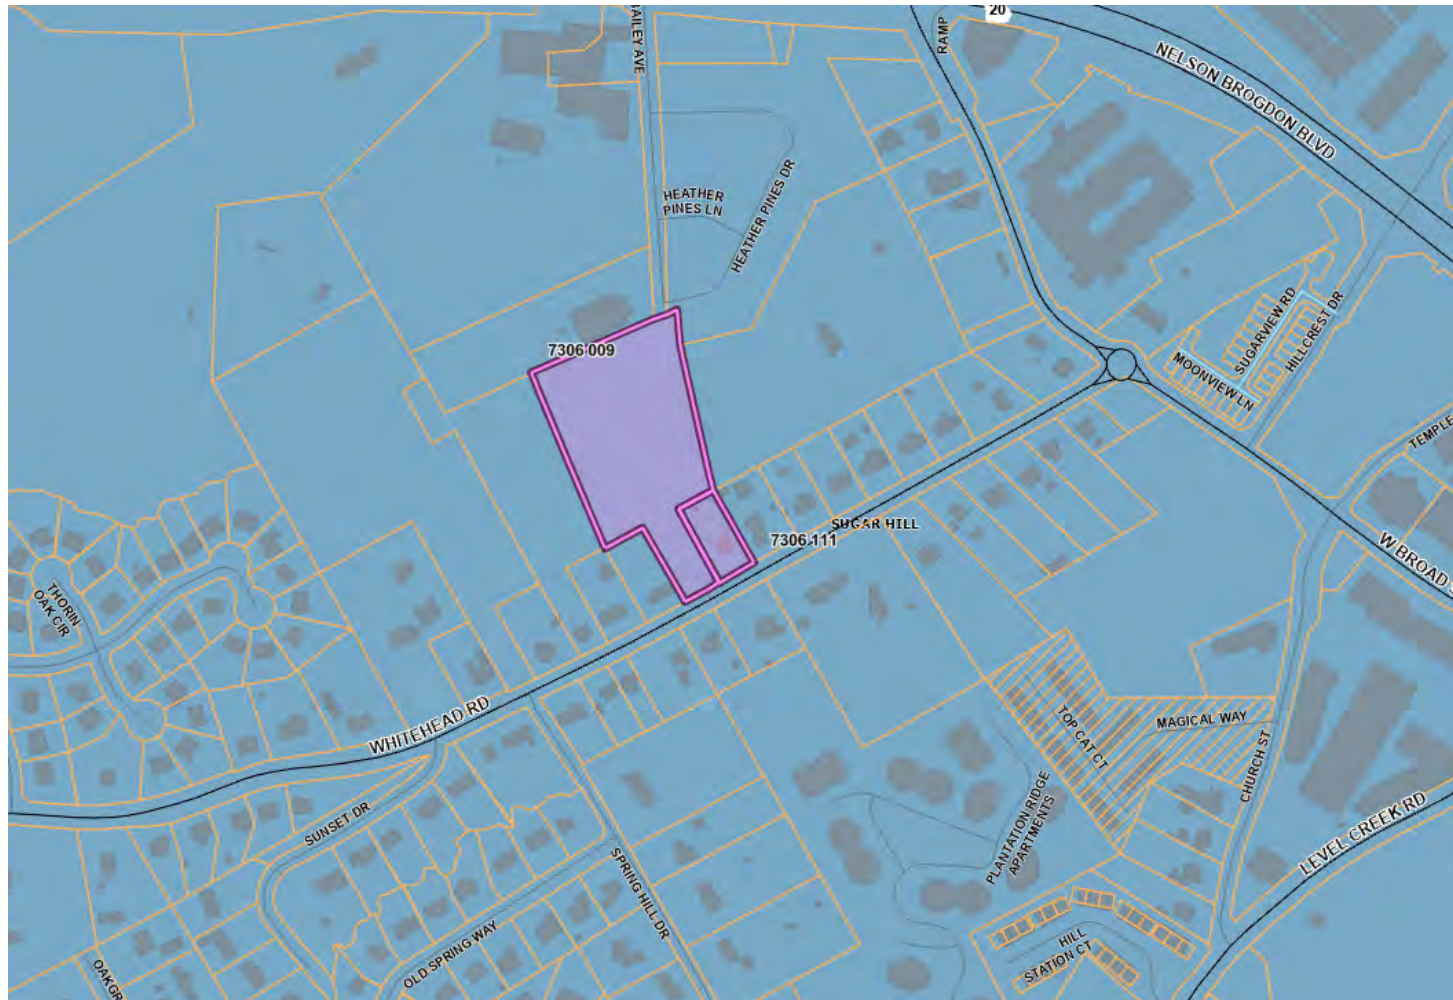 20
BAILEY AVE
RAMP
NELSON BROGDON BLVD
HEATHER
PINES LN
HEATHER PINES DR
7306 009
SUGARVIEW RD
HILLCREST DR
MOONVIEW LN
TEMPLE
SUGAR HILL
7306 111
W BROAD
THORIN
OAK CIR
WHITEHEAD RD
TOP CAT CT
MAGICAL WAY
CHURCH ST
SUNSET DR
PLANTATION RIDGE
APARTMENTS
LEVEL CREEK RD
SPRING HILL DR
OLD SPRING WAY
HILL
STATION CT
OAKGR